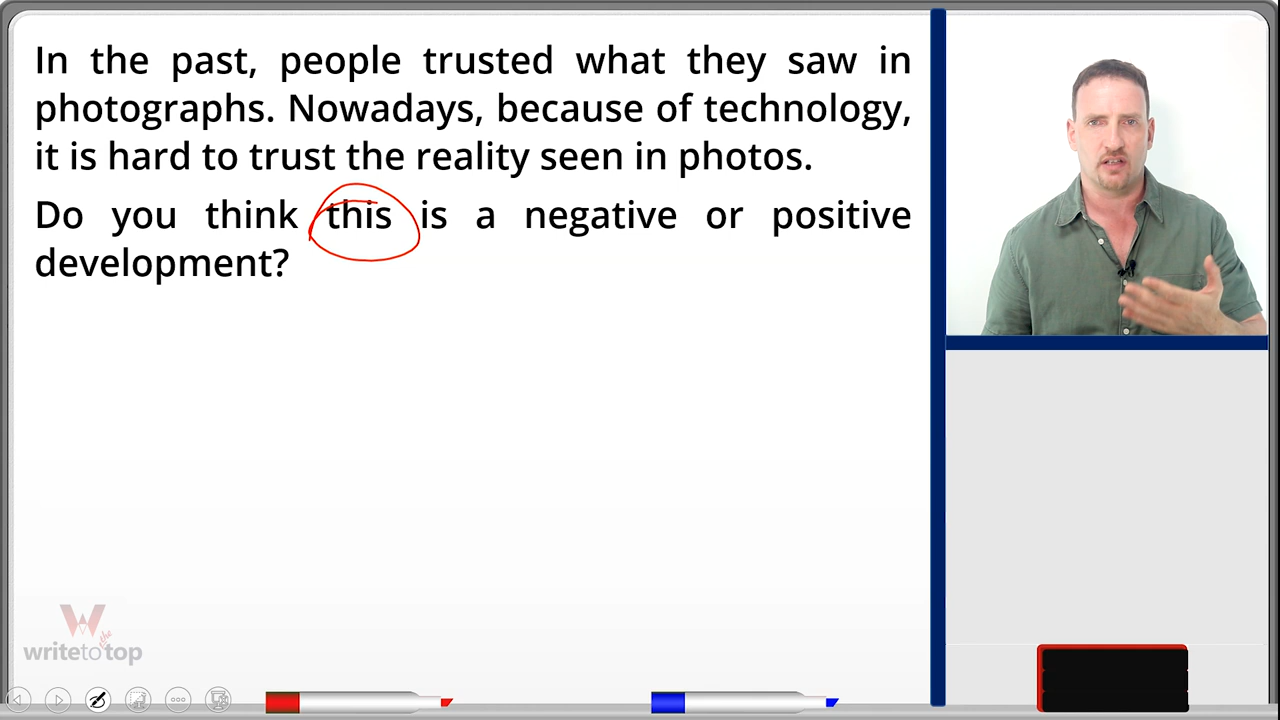 In the past, people trusted what they saw in
photographs. Nowadays, because of technology,
it is hard to trust the reality seen in photos.
Do you think this is a negative or positive
development?
W
writetothetop